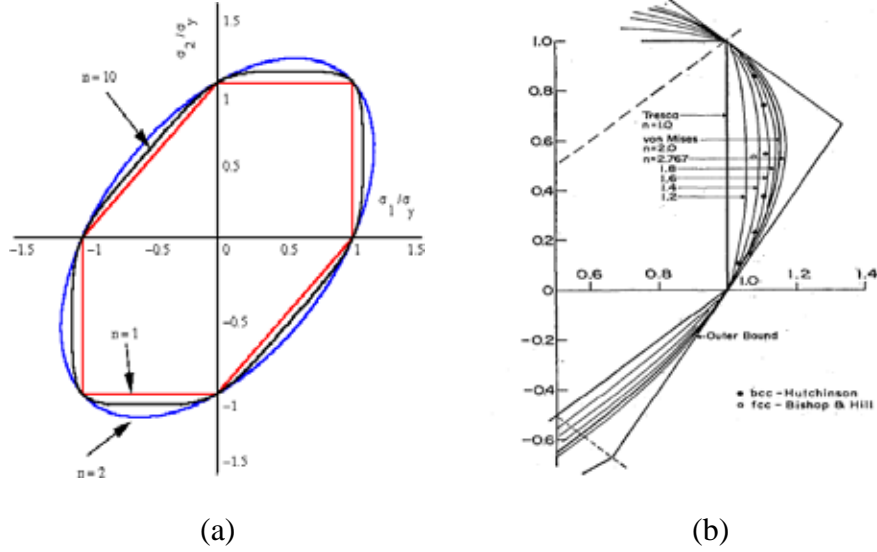 1.5
σ₂/σy
n=10
1
0.5
σ₁/σy
−1.5
−1
−0.5
0
0.5
1
1.5
−0.5
n=1
−1
n=2
−1.5
(a)
1.0
0.8
0.6
0.4
0.2
0
−0.2
−0.4
−0.6
Tresca
n=1.0
von Mises
n=2.0
n=2.767
1.8
1.6
1.4
1.2
0.6
0.8
1.0
1.2
1.4
Outer Bound
• bcc - Hutchinson
o fcc - Bishop & Hill
(b)